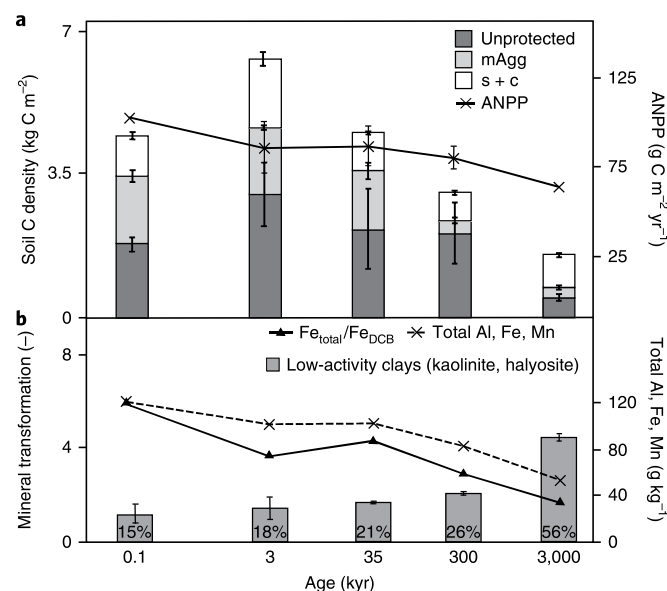 a
7
3.5
0
Soil C density (kg C m⁻²)
Unprotected
mAgg
s + c
ANPP
125
75
25
ANPP (g C m⁻² yr⁻¹)
b
8
4
0
Mineral transformation (–)
Fe_total/Fe_DCB
Total Al, Fe, Mn
Low-activity clays (kaolinite, halyosite)
120
80
40
0
Total Al, Fe, Mn
(g kg⁻¹)
15%
18%
21%
26%
56%
0.1
3
35
300
3,000
Age (kyr)